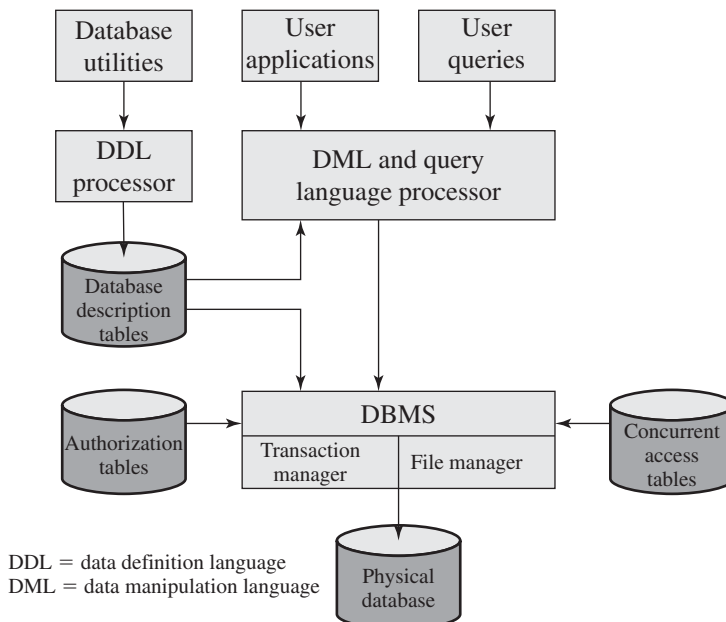 Database
utilities
User
applications
User
queries
DDL
processor
DML and query
language processor
Database
description
tables
DBMS
Transaction
manager
File manager
Authorization
tables
Concurrent
access
tables
Physical
database
DDL = data definition language
DML = data manipulation language